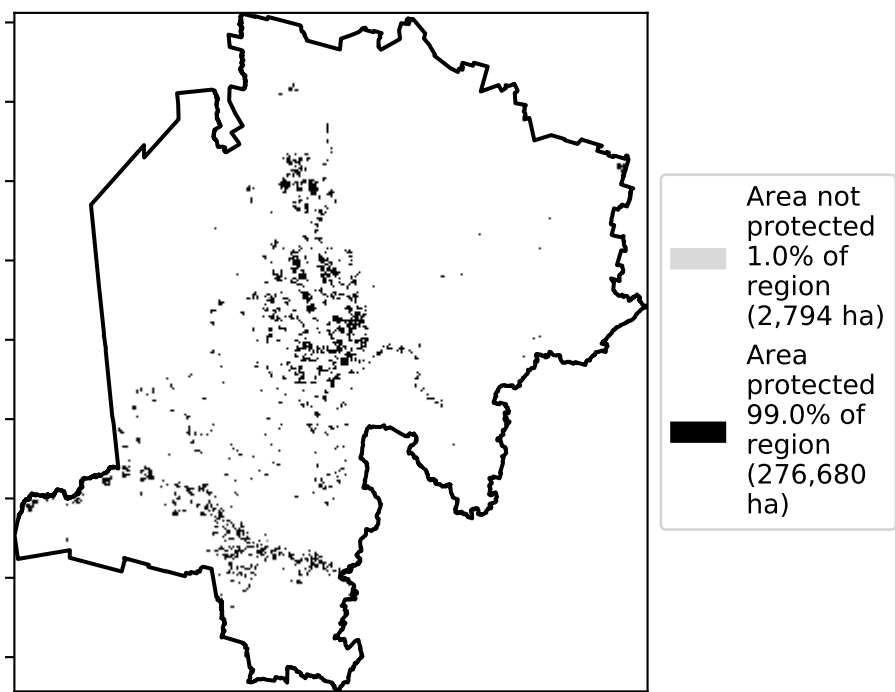 Area not
protected
1.0% of
region
(2,794 ha)
Area
protected
99.0% of
region
(276,680
ha)